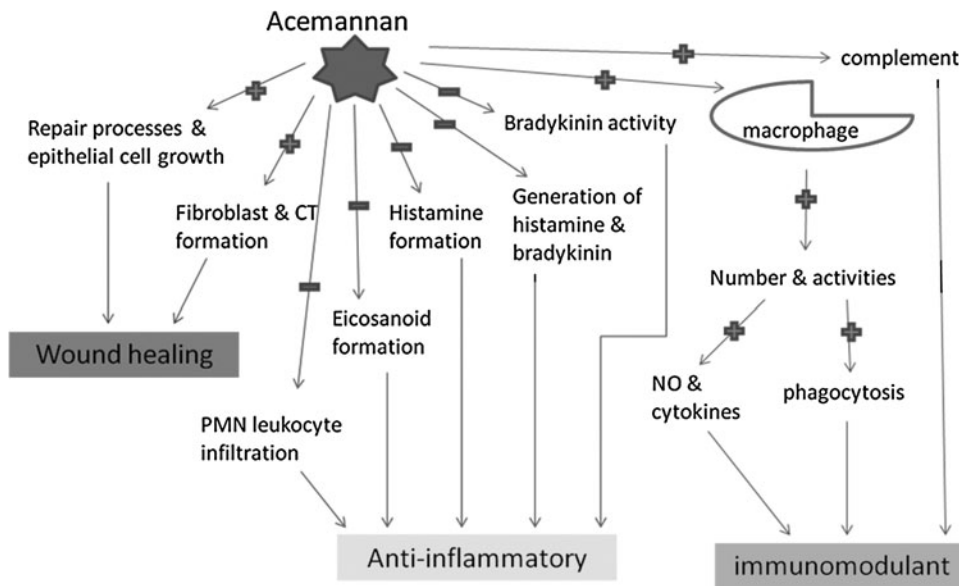 Acemannan
complement
Repair processes &
epithelial cell growth
Bradykinin activity
macrophage
Fibroblast & CT
formation
Histamine
formation
Generation of
histamine &
bradykinin
Number & activities
Eicosanoid
formation
Wound healing
NO &
cytokines
phagocytosis
PMN leukocyte
infiltration
Anti-inflammatory
immunomodulant